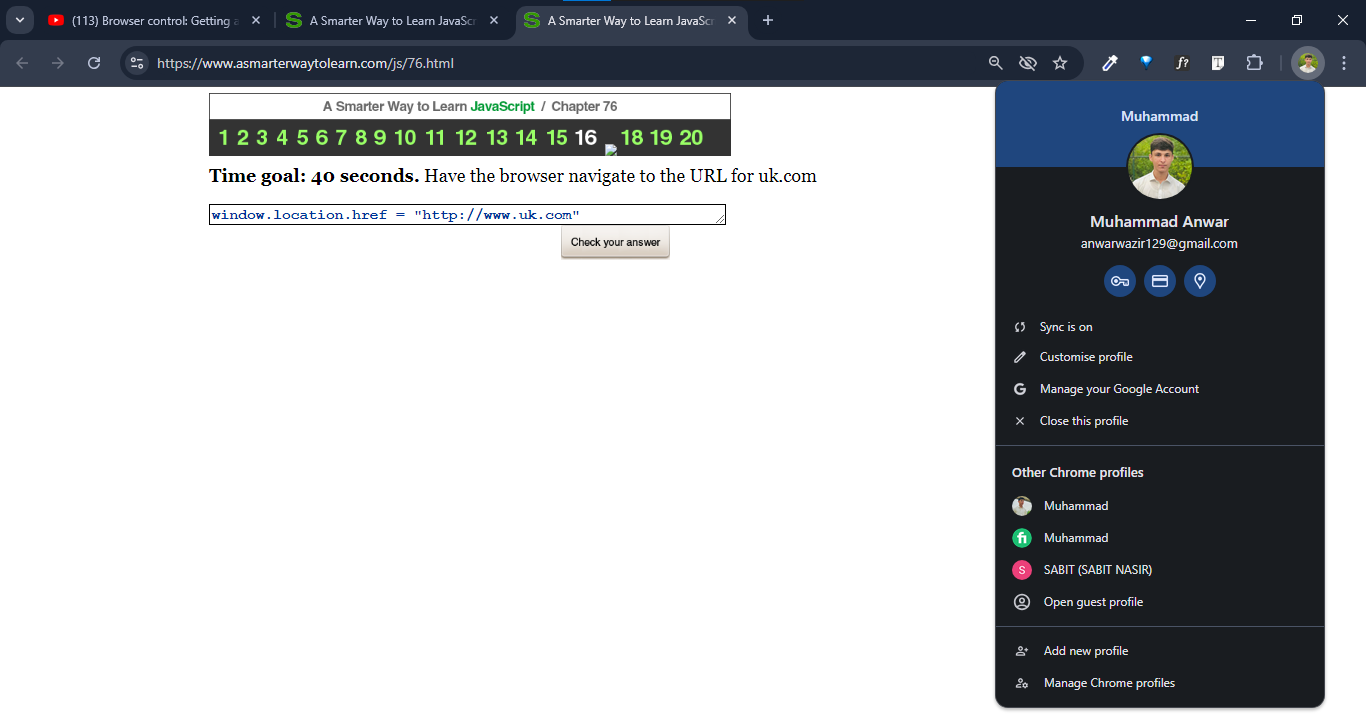 (113) Browser control: Getting a
A Smarter Way to Learn JavaScr
A Smarter Way to Learn JavaScr
https://www.asmarterwaytolearn.com/js/76.html
A Smarter Way to Learn JavaScript / Chapter 76
1 2 3 4 5 6 7 8 9 10 11 12 13 14 15 16 18 19 20
Time goal: 40 seconds. Have the browser navigate to the URL for uk.com
window.location.href = "http://www.uk.com"
Check your answer
Muhammad
Muhammad Anwar
anwarwazir129@gmail.com
Sync is on
Customise profile
G Manage your Google Account
Close this profile
Other Chrome profiles
Muhammad
fi Muhammad
S SABIT (SABIT NASIR)
Open guest profile
Add new profile
Manage Chrome profiles